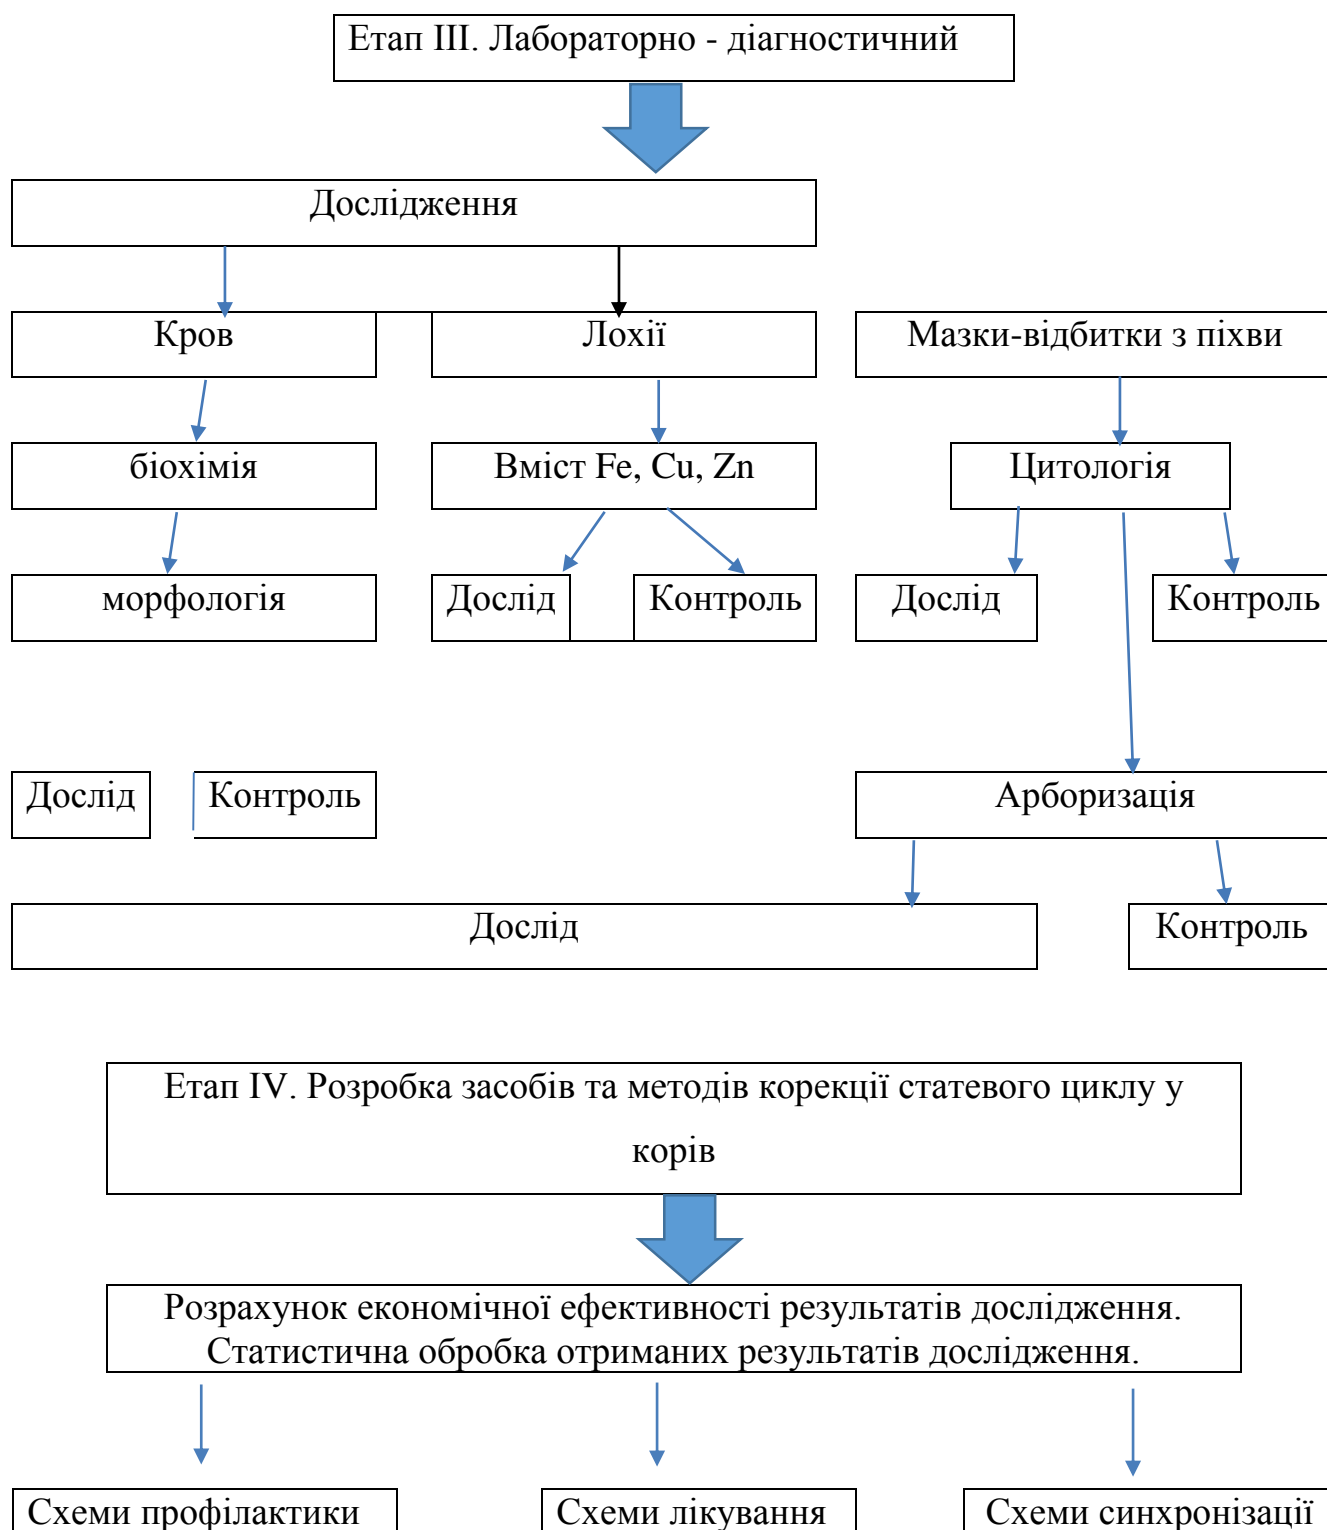 Етап ІІІ. Лабораторно - діагностичний
Дослідження
Кров
Лохії
Мазки-відбитки з піхви
біохімія
Вміст Fe, Cu, Zn
Цитологія
морфологія
Дослід
Контроль
Дослід
Контроль
Дослід
Контроль
Арборизація
Дослід
Контроль
Етап IV. Розробка засобів та методів корекції статевого циклу у
корів
Розрахунок економічної ефективності результатів дослідження.
Статистична обробка отриманих результатів дослідження.
Схеми профілактики
Схеми лікування
Схеми синхронізації